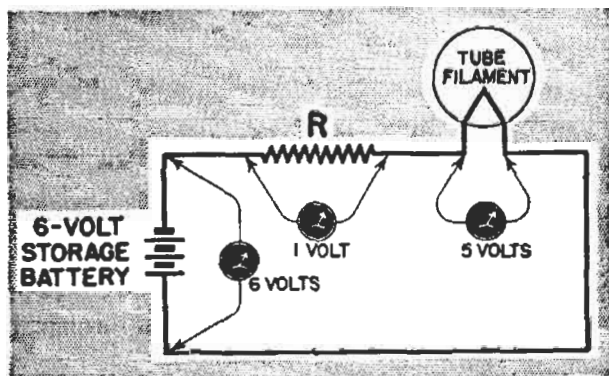 TUBE
FILAMENT
R
6-VOLT
STORAGE
BATTERY
1 VOLT
5 VOLTS
6 VOLTS